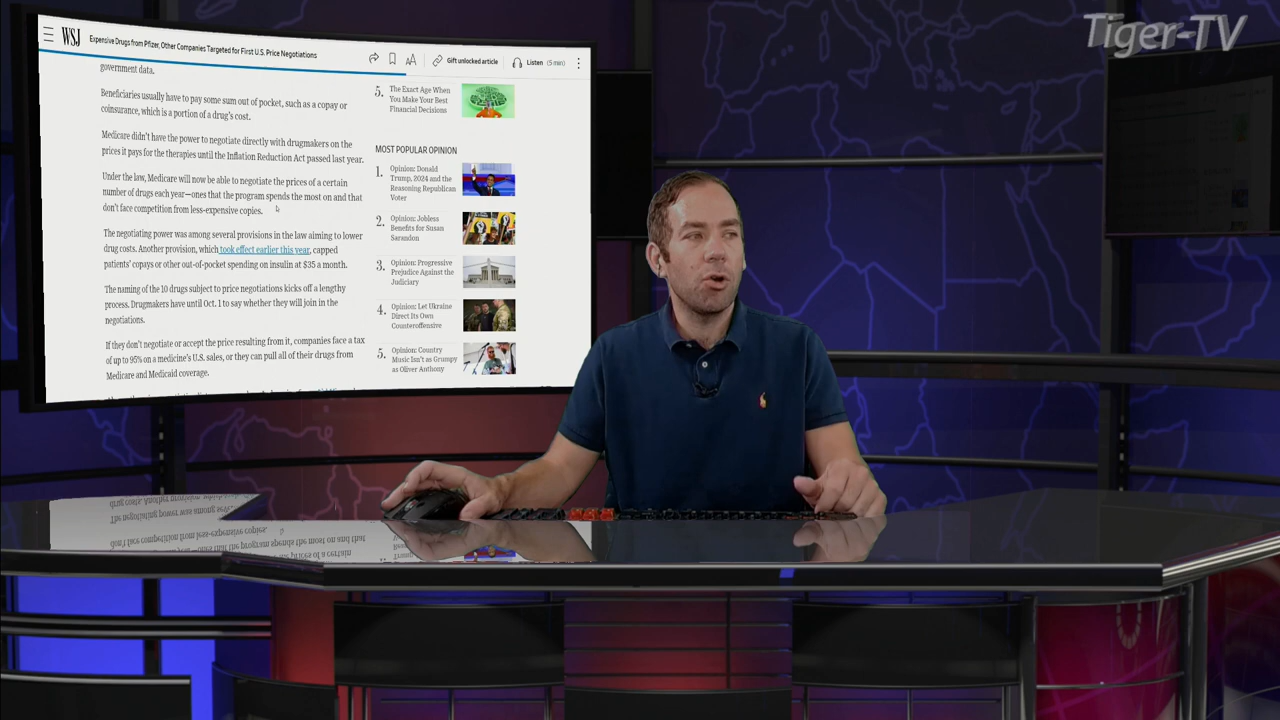 Tiger-TV
WSJ
Expensive Drugs from Pfizer, Other Companies Targeted for First U.S. Price Negotiations
Gift unlocked article
Listen (5 min)
government data.
Beneficiaries usually have to pay some sum out of pocket, such as a copay or
coinsurance, which is a portion of a drug's cost.
Medicare didn't have the power to negotiate directly with drugmakers on the
prices it pays for the therapies until the Inflation Reduction Act passed last year.
Under the law, Medicare will now be able to negotiate the prices of a certain
number of drugs each year—ones that the program spends the most on and that
don't face competition from less-expensive copies.
The negotiating power was among several provisions in the law aiming to lower
drug costs. Another provision, which took effect earlier this year, capped
patients' copays or other out-of-pocket spending on insulin at $35 a month.
The naming of the 10 drugs subject to price negotiations kicks off a lengthy
process. Drugmakers have until Oct. 1 to say whether they will join in the
negotiations.
If they don't negotiate or accept the price resulting from it, companies face a tax
of up to 95% on a medicine's U.S. sales, or they can pull all of their drugs from
Medicare and Medicaid coverage.
5. The Exact Age When
You Make Your Best
Financial Decisions
MOST POPULAR OPINION
1. Opinion: Donald
Trump, 2024 and the
Reasoning Republican
Voter
2. Opinion: Jobless
Benefits for Susan
Sarandon
3. Opinion: Progressive
Prejudice Against the
Judiciary
4. Opinion: Let Ukraine
Direct Its Own
Counteroffensive
5. Opinion: Country
Music Isn't as Grumpy
as Oliver Anthony